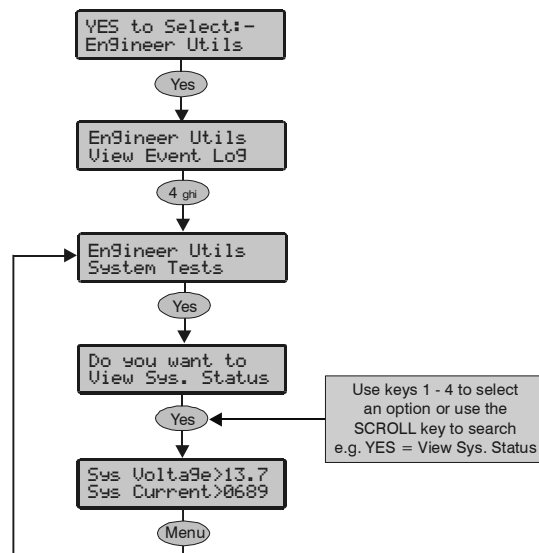 YES to Select:-
Engineer Utils
Yes
Engineer Utils
View Event Log
4 ghi
Engineer Utils
System Tests
Yes
Do you want to
View Sys. Status
Yes
Use keys 1 - 4 to select
an option or use the
SCROLL key to search
e.g. YES = View Sys. Status
Sys Voltage>13.7
Sys Current>0689
Menu